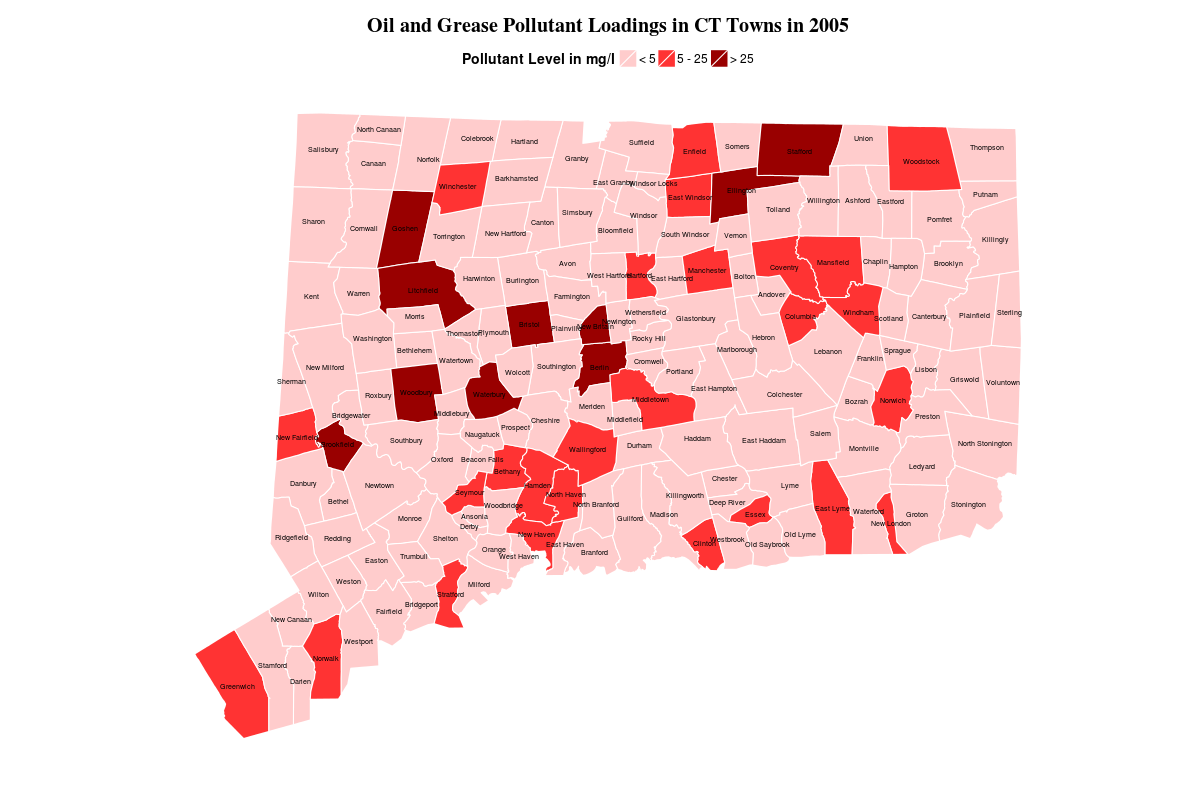 Oil and Grease Pollutant Loadings in CT Towns in 2005
Pollutant Level in mg/l < 5 5 - 25 > 25
North Canaan
Colebrook
Hartland
Suffield
Enfield
Somers
Stafford
Union
Woodstock
Thompson
Salisbury
Canaan
Norfolk
Granby
Winchester
Barkhamsted
East Granby
Windsor Locks
East Windsor
Ellington
Putnam
Sharon
Cornwall
Goshen
Torrington
New Hartford
Canton
Simsbury
Bloomfield
Windsor
South Windsor
Vernon
Tolland
Willington
Ashford
Eastford
Pomfret
Killingly
Kent
Warren
Litchfield
Harwinton
Burlington
Avon
Farmington
West Hartford
Hartford
East Hartford
Manchester
Bolton
Coventry
Mansfield
Chaplin
Hampton
Brooklyn
Morris
Thomaston
Plymouth
Bristol
Plainville
New Britain
Newington
Wethersfield
Rocky Hill
Glastonbury
Andover
Columbia
Windham
Scotland
Canterbury
Plainfield
Sterling
Washington
Bethlehem
Watertown
Wolcott
Southington
Berlin
Cromwell
Portland
Marlborough
Hebron
Lebanon
Franklin
Sprague
Lisbon
Griswold
Voluntown
Sherman
New Milford
Roxbury
Woodbury
Waterbury
Middlebury
Meriden
Middletown
East Hampton
Colchester
Bozrah
Norwich
Preston
New Fairfield
Bridgewater
Brookfield
Southbury
Naugatuck
Prospect
Cheshire
Wallingford
Middlefield
Durham
Haddam
East Haddam
Salem
Montville
Ledyard
North Stonington
Danbury
Bethel
Newtown
Oxford
Beacon Falls
Bethany
Hamden
Seymour
Woodbridge
North Haven
North Branford
Guilford
Madison
Killingworth
Chester
Deep River
Essex
Lyme
East Lyme
Waterford
New London
Groton
Stonington
Ridgefield
Redding
Monroe
Ansonia
Derby
Shelton
Orange
New Haven
West Haven
East Haven
Branford
Clinton
Westbrook
Old Saybrook
Old Lyme
Easton
Trumbull
Weston
Wilton
Milford
Stratford
Bridgeport
Fairfield
New Canaan
Westport
Norwalk
Stamford
Darien
Greenwich